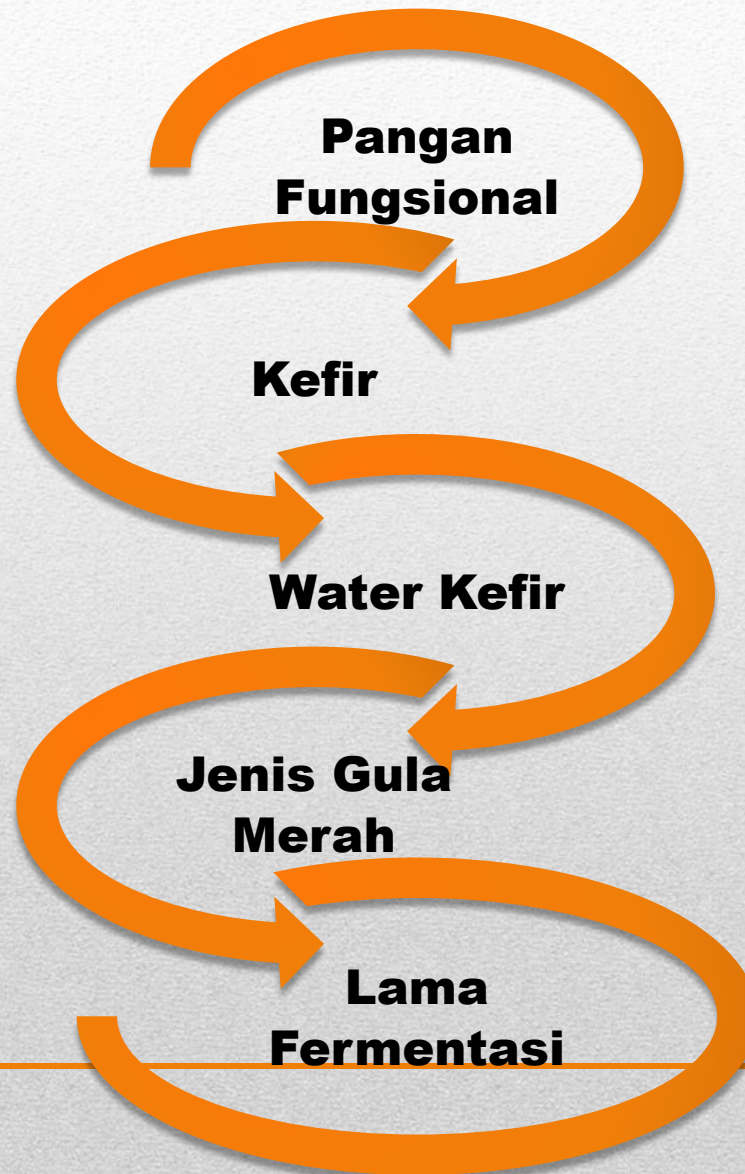 Pangan
Fungsional
Kefir
Water Kefir
Jenis Gula
Merah
Lama
Fermentasi